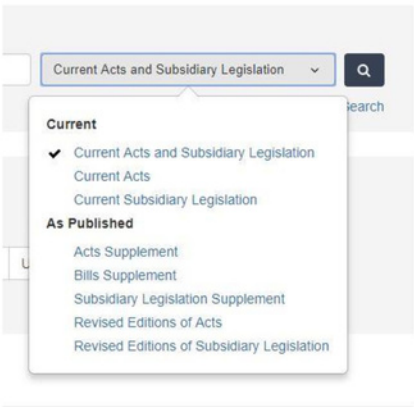 Current Acts and Subsidiary Legislation
Search
Current
Current Acts and Subsidiary Legislation
Current Acts
Current Subsidiary Legislation
As Published
Acts Supplement
U
Bills Supplement
Subsidiary Legislation Supplement
Revised Editions of Acts
Revised Editions of Subsidiary Legislation